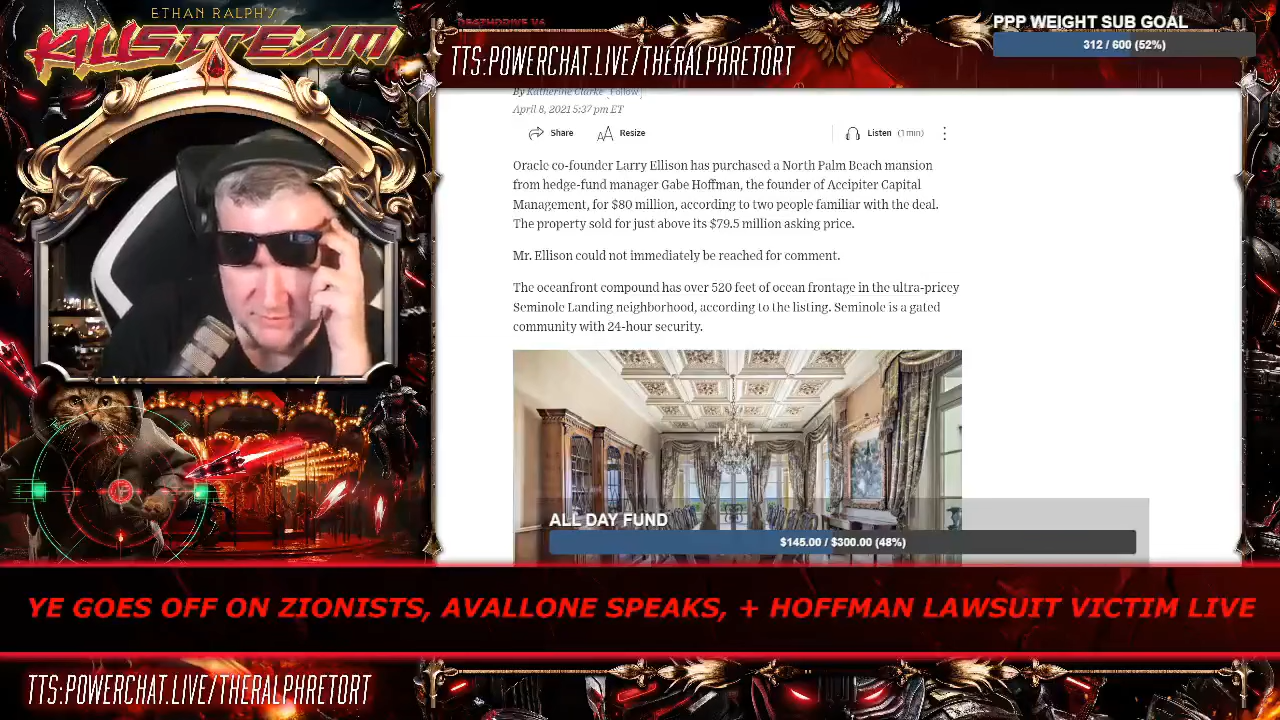 ETHAN RALPH'S
KILLSTREAM
DEATHDRIVE V6
TTS:POWERCHAT.LIVE/THERALPHRETORT
PPP WEIGHT SUB GOAL
312 / 600 (52%)
By Katherine Clarke Follow
April 8, 2021 5:37 pm ET
Share
AA Resize
Listen (1 min)
Oracle co-founder Larry Ellison has purchased a North Palm Beach mansion
from hedge-fund manager Gabe Hoffman, the founder of Accipiter Capital
Management, for $80 million, according to two people familiar with the deal.
The property sold for just above its $79.5 million asking price.
Mr. Ellison could not immediately be reached for comment.
The oceanfront compound has over 520 feet of ocean frontage in the ultra-pricey
Seminole Landing neighborhood, according to the listing. Seminole is a gated
community with 24-hour security.
ALL DAY FUND
$145.00 / $300.00 (48%)
YE GOES OFF ON ZIONISTS, AVALLONE SPEAKS, + HOFFMAN LAWSUIT VICTIM LIVE
TTS:POWERCHAT.LIVE/THERALPHRETORT